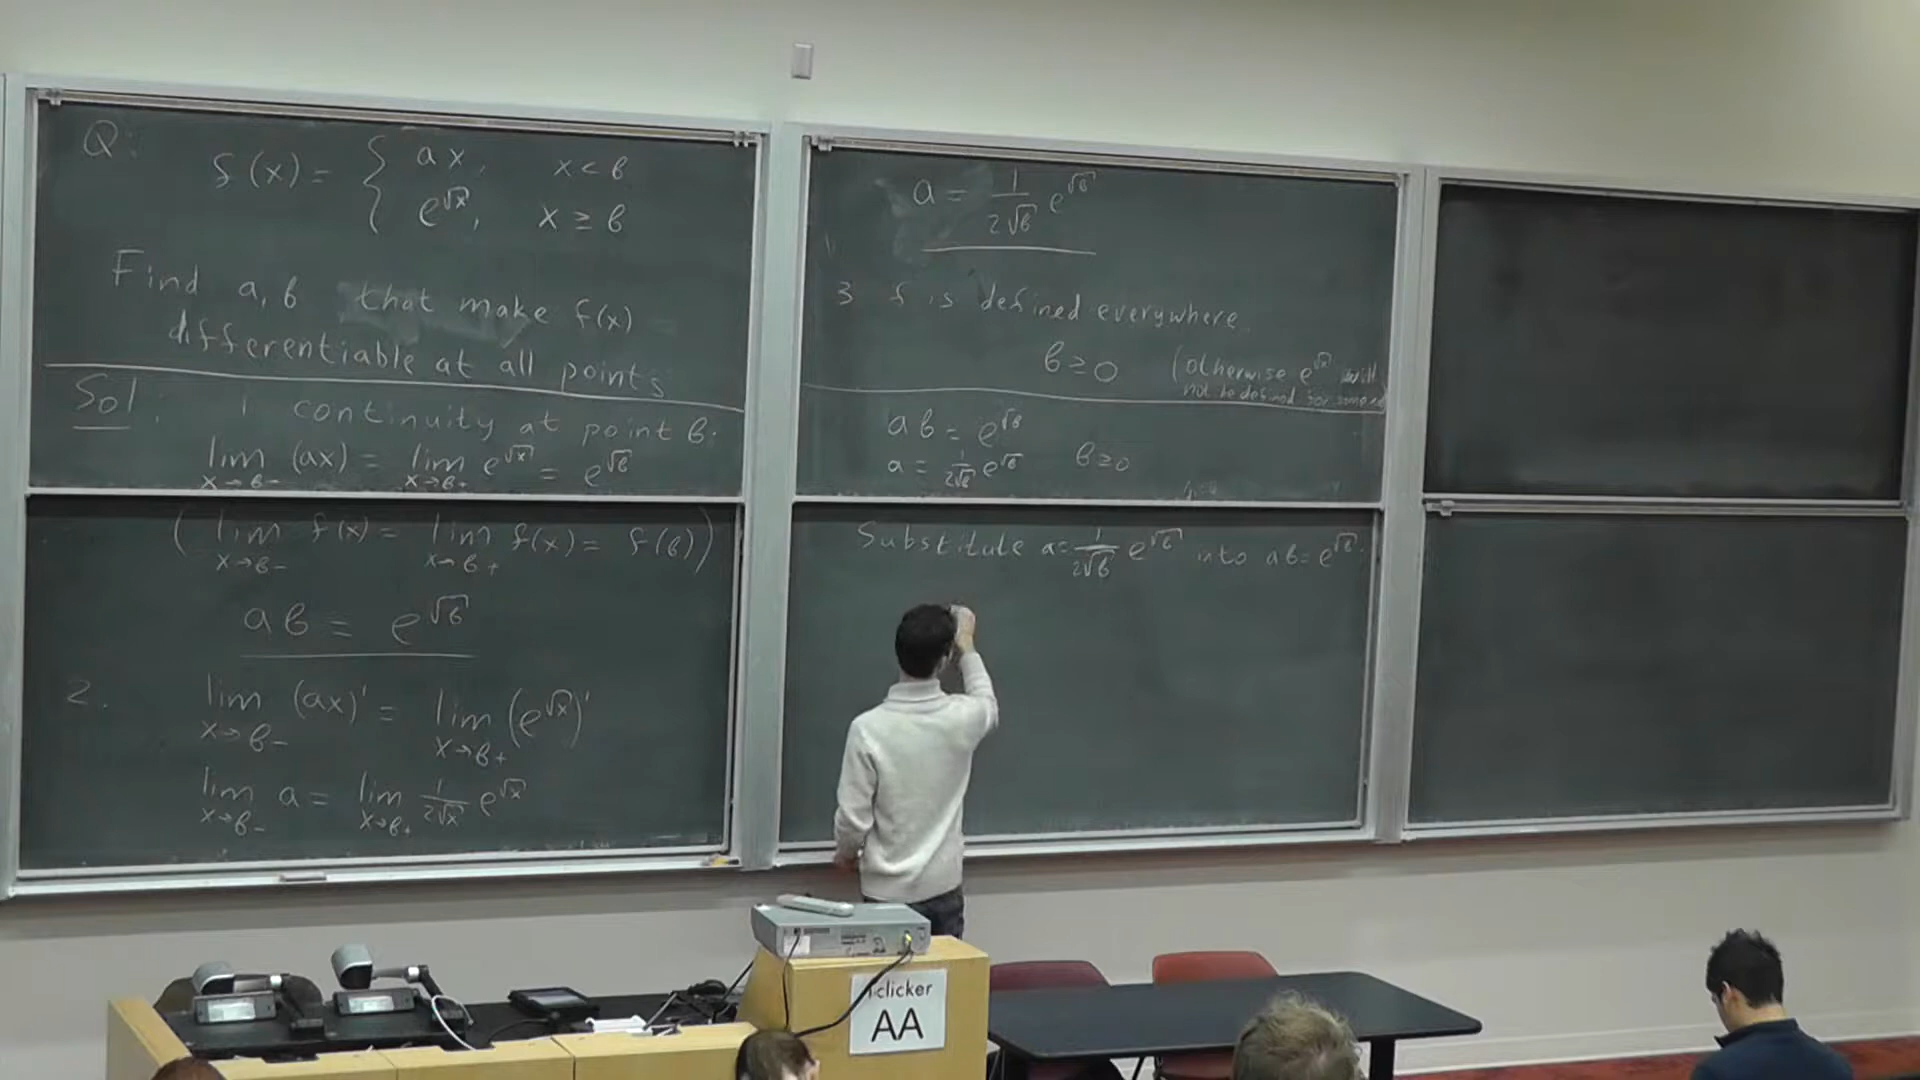 Q:
f(x) = { ax, x < b
e^√x, x ≥ b
Find a, b that make f(x)
differentiable at all points
Sol: 1 continuity at point b.
lim x→b- (ax) = lim x→b+ e^√x = e^√b
( lim x→b- f(x) = lim x→b+ f(x) = f(b) )
ab = e^√b
2. lim x→b- (ax)' = lim x→b+ (e^√x)'
lim x→b- a = lim x→b+ 1/(2√x) e^√x
a = 1/(2√b) e^√b
3 f is defined everywhere
b ≥ 0 (otherwise e^√x will
not be defined for some x)
ab = e^√b
a = 1/(2√b) e^√b b ≥ 0
Substitute a = 1/(2√b) e^√b into ab = e^√b.
iclicker
AA